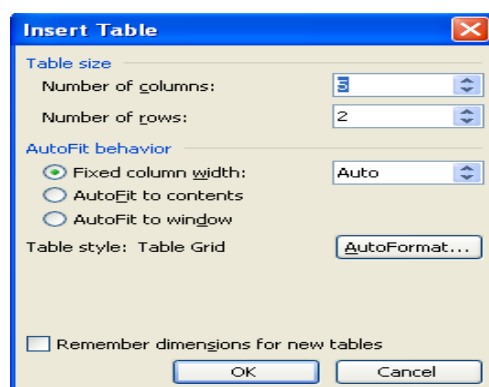 Insert Table
Table size
Number of columns: 5
Number of rows: 2
AutoFit behavior
Fixed column width: Auto
AutoFit to contents
AutoFit to window
Table style: Table Grid AutoFormat...
Remember dimensions for new tables
OK Cancel